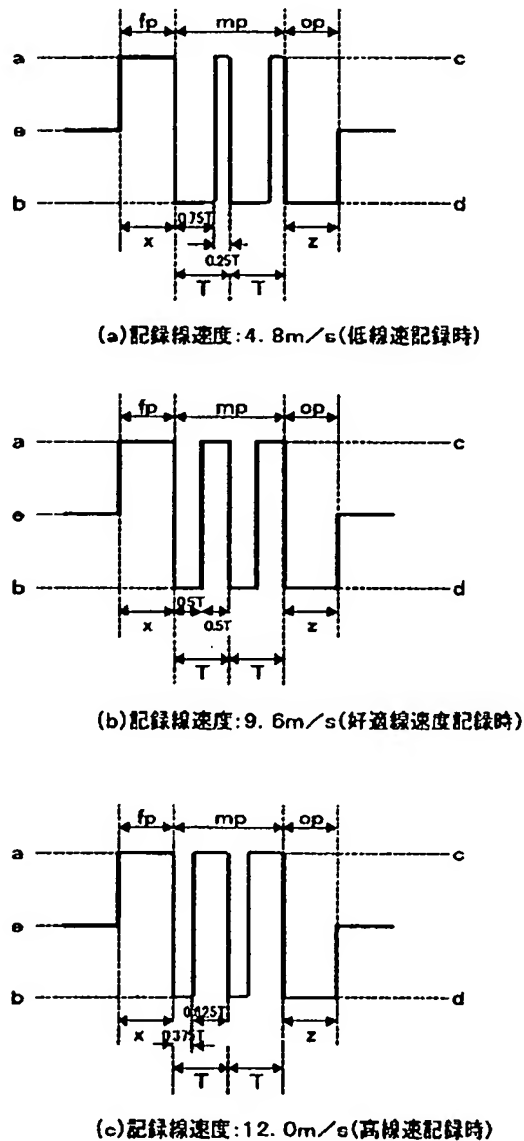 fp mp op
a c
e
b d
x 0.75T z
0.25T
T T
(a)記録線速度:4.8m/s(低線速記録時)
fp mp op
a c
e
b d
x 0.5T 0.5T z
T T
(b)記録線速度:9.6m/s(好適線速度記録時)
fp mp op
a c
e
b d
x 0.625T z
0.375T
T T
(c)記録線速度:12.0m/s(高線速記録時)